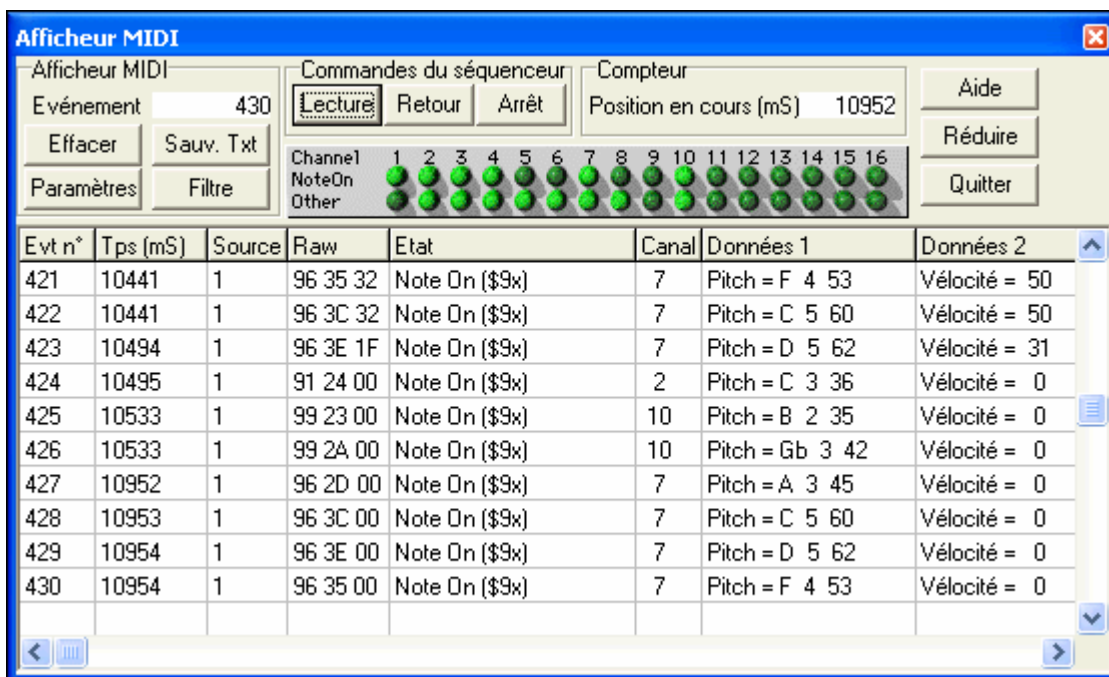 Afficheur MIDI
Afficheur MIDI Commandes du séquenceur Compteur
Evénement 430 Lecture Retour Arrêt Position en cours (mS) 10952 Aide
Effacer Sauv. Txt Réduire
Paramètres Filtre Quitter
Channel 1 2 3 4 5 6 7 8 9 10 11 12 13 14 15 16
NoteOn
Other
Evt n° Tps (mS) Source Raw Etat Canal Données 1 Données 2
421 10441 1 96 35 32 Note On ($9x) 7 Pitch = F 4 53 Vélocité = 50
422 10441 1 96 3C 32 Note On ($9x) 7 Pitch = C 5 60 Vélocité = 50
423 10494 1 96 3E 1F Note On ($9x) 7 Pitch = D 5 62 Vélocité = 31
424 10495 1 91 24 00 Note On ($9x) 2 Pitch = C 3 36 Vélocité = 0
425 10533 1 99 23 00 Note On ($9x) 10 Pitch = B 2 35 Vélocité = 0
426 10533 1 99 2A 00 Note On ($9x) 10 Pitch = Gb 3 42 Vélocité = 0
427 10952 1 96 2D 00 Note On ($9x) 7 Pitch = A 3 45 Vélocité = 0
428 10953 1 96 3C 00 Note On ($9x) 7 Pitch = C 5 60 Vélocité = 0
429 10954 1 96 3E 00 Note On ($9x) 7 Pitch = D 5 62 Vélocité = 0
430 10954 1 96 35 00 Note On ($9x) 7 Pitch = F 4 53 Vélocité = 0